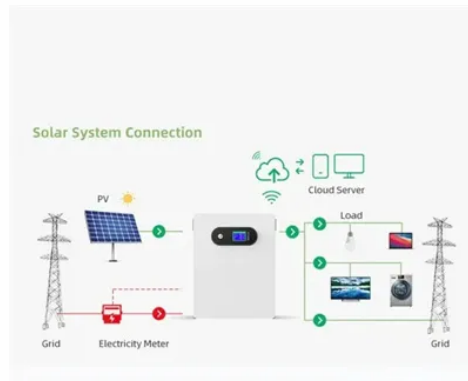 Solar System Connection
Cloud Server
PV
Load
Grid
Electricity Meter
Grid